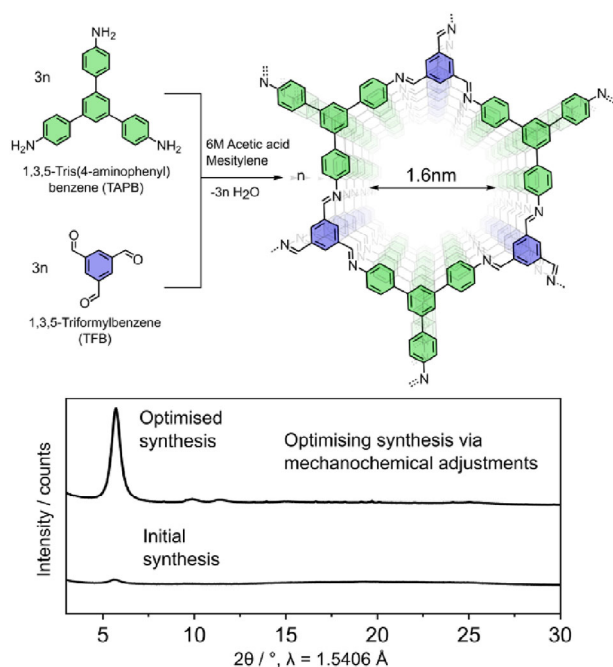 NH₂
3n
H₂N
NH₂
1,3,5-Tris(4-aminophenyl)
benzene (TAPB)
6M Acetic acid
Mesitylene
-3n H₂O
n
1.6nm
N
N
N
N
N
N
N
N
N
N
N
N
O
O
O
3n
1,3,5-Triformylbenzene
(TFB)
Optimised
synthesis
Optimising synthesis via
mechanochemical adjustments
Initial
synthesis
Intensity / counts
5
10
15
20
25
30
2θ / °, λ = 1.5406 Å